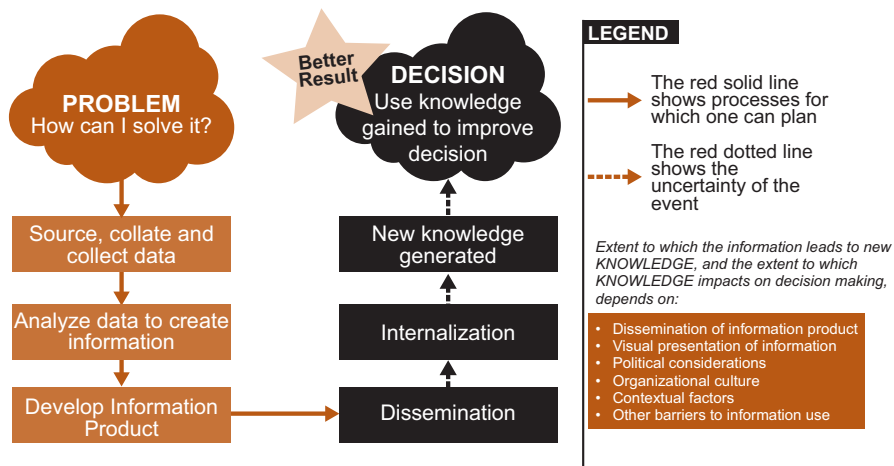 PROBLEM
How can I solve it?
Source, collate and
collect data
Analyze data to create
information
Develop Information
Product
Better
Result
DECISION
Use knowledge
gained to improve
decision
New knowledge
generated
Internalization
Dissemination
LEGEND
The red solid line
shows processes for
which one can plan
The red dotted line
shows the
uncertainty of the
event
Extent to which the information leads to new
KNOWLEDGE, and the extent to which
KNOWLEDGE impacts on decision making,
depends on:
• Dissemination of information product
• Visual presentation of information
• Political considerations
• Organizational culture
• Contextual factors
• Other barriers to information use